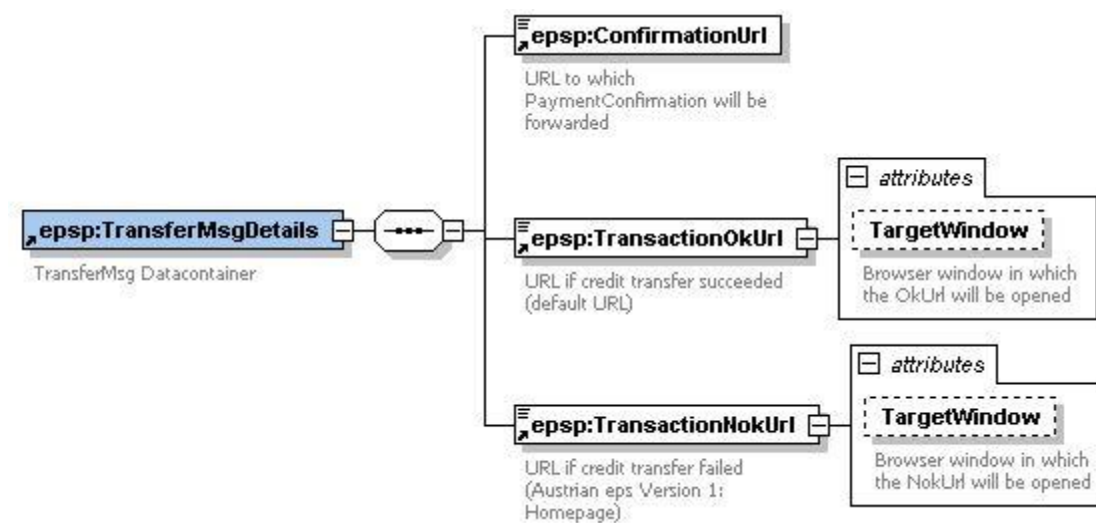 epsp:ConfirmationUrl
URL to which
PaymentConfirmation will be
forwarded
epsp:TransferMsgDetails
TransferMsg Datacontainer
epsp:TransactionOkUrl
URL if credit transfer succeeded
(default URL)
attributes
TargetWindow
Browser window in which
the OkUrl will be opened
epsp:TransactionNokUrl
URL if credit transfer failed
(Austrian eps Version 1:
Homepage)
attributes
TargetWindow
Browser window in which
the NokUrl will be opened